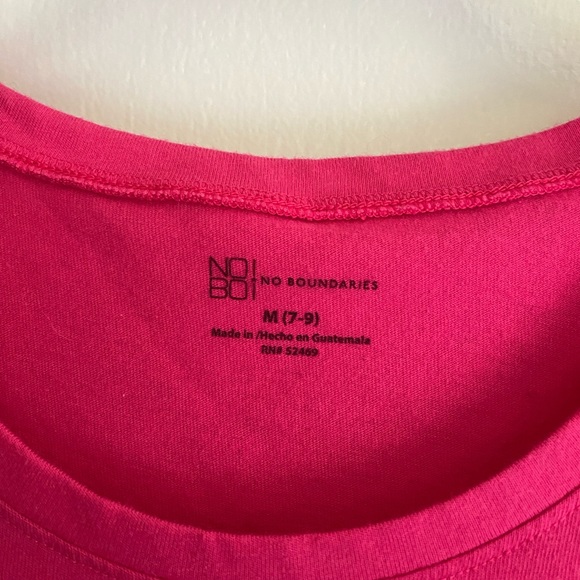 NO
BO
NO BOUNDARIES
M (7-9)
Made in /Hecho en Guatemala
RN# 52469